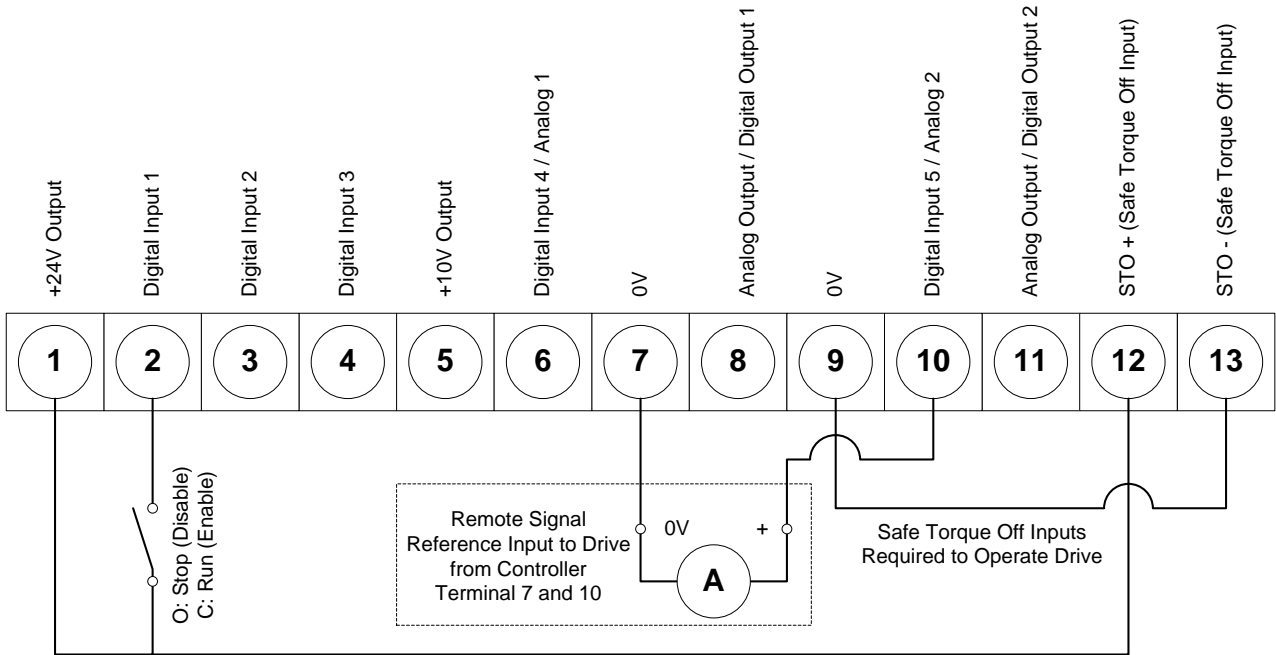 +24V Output
Digital Input 1
Digital Input 2
Digital Input 3
+10V Output
Digital Input 4 / Analog 1
0V
Analog Output / Digital Output 1
0V
Digital Input 5 / Analog 2
Analog Output / Digital Output 2
STO + (Safe Torque Off Input)
STO - (Safe Torque Off Input)
1
2
3
4
5
6
7
8
9
10
11
12
13
O: Stop (Disable)
C: Run (Enable)
Remote Signal
Reference Input to Drive
from Controller
Terminal 7 and 10
0V
+
A
Safe Torque Off Inputs
Required to Operate Drive